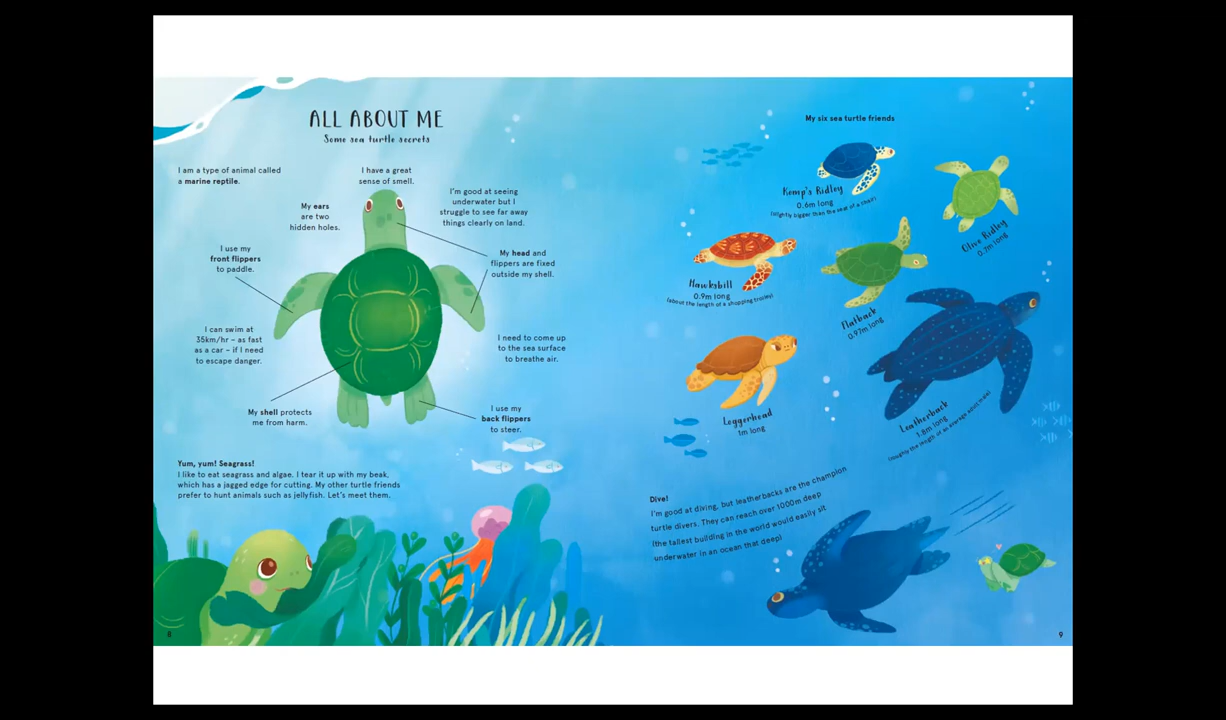 ALL ABOUT ME
Some sea turtle secrets
I am a type of animal called
a marine reptile.
I have a great
sense of smell.
My ears
are two
hidden holes.
I'm good at seeing
underwater but I
struggle to see far away
things clearly on land.
I use my
front flippers
to paddle.
My head and
flippers are fixed
outside my shell.
I can swim at
35km/hr – as fast
as a car – if I need
to escape danger.
I need to come up
to the sea surface
to breathe air.
My shell protects
me from harm.
I use my
back flippers
to steer.
Yum, yum! Seagrass!
I like to eat seagrass and algae. I tear it up with my beak,
which has a jagged edge for cutting. My other turtle friends
prefer to hunt animals such as jellyfish. Let's meet them.
8
My six sea turtle friends
Kemp's Ridley
0.6m long
(slightly bigger than the seat of a chair)
Olive Ridley
0.7m long
Hawksbill
0.9m long
(about the length of a shopping trolley)
Flatback
0.97m long
Loggerhead
1m long
Leatherback
1.8m long
(roughly the length of an average adult male)
Dive!
I'm good at diving, but leatherbacks are the champion
turtle divers. They can reach over 1000m deep
(the tallest building in the world would easily sit
underwater in an ocean that deep)
9